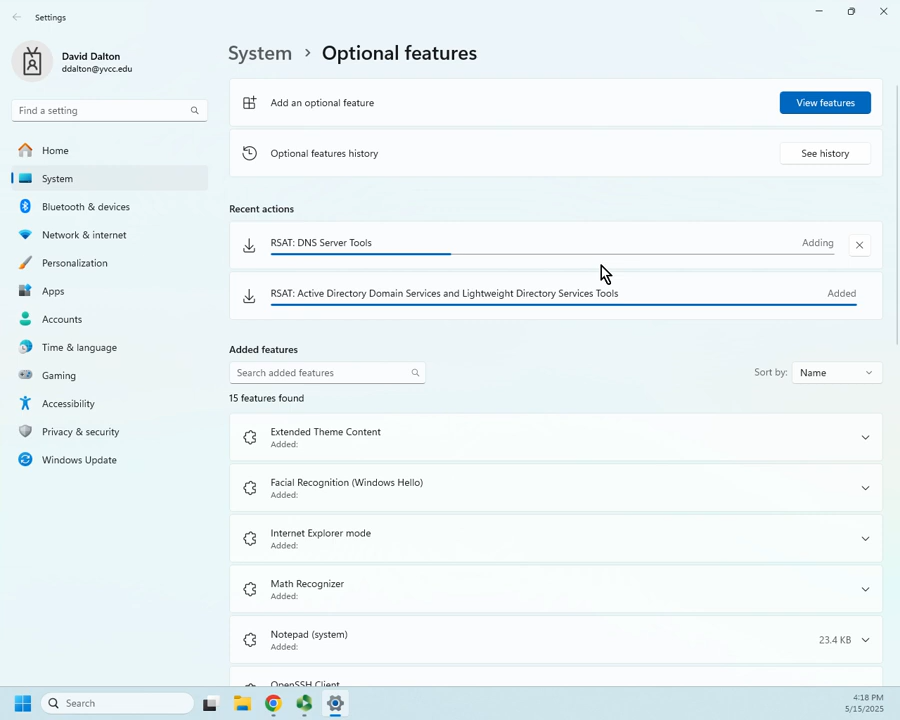 Settings
David Dalton
ddalton@yvcc.edu
Find a setting
Home
System
Bluetooth & devices
Network & internet
Personalization
Apps
Accounts
Time & language
Gaming
Accessibility
Privacy & security
Windows Update
System > Optional features
Add an optional feature
View features
Optional features history
See history
Recent actions
RSAT: DNS Server Tools
Adding
RSAT: Active Directory Domain Services and Lightweight Directory Services Tools
Added
Added features
Search added features
Sort by:
Name
15 features found
Extended Theme Content
Added:
Facial Recognition (Windows Hello)
Added:
Internet Explorer mode
Added:
Math Recognizer
Added:
Notepad (system)
Added:
23.4 KB
OpenSSH Client
Search
4:18 PM
5/15/2025